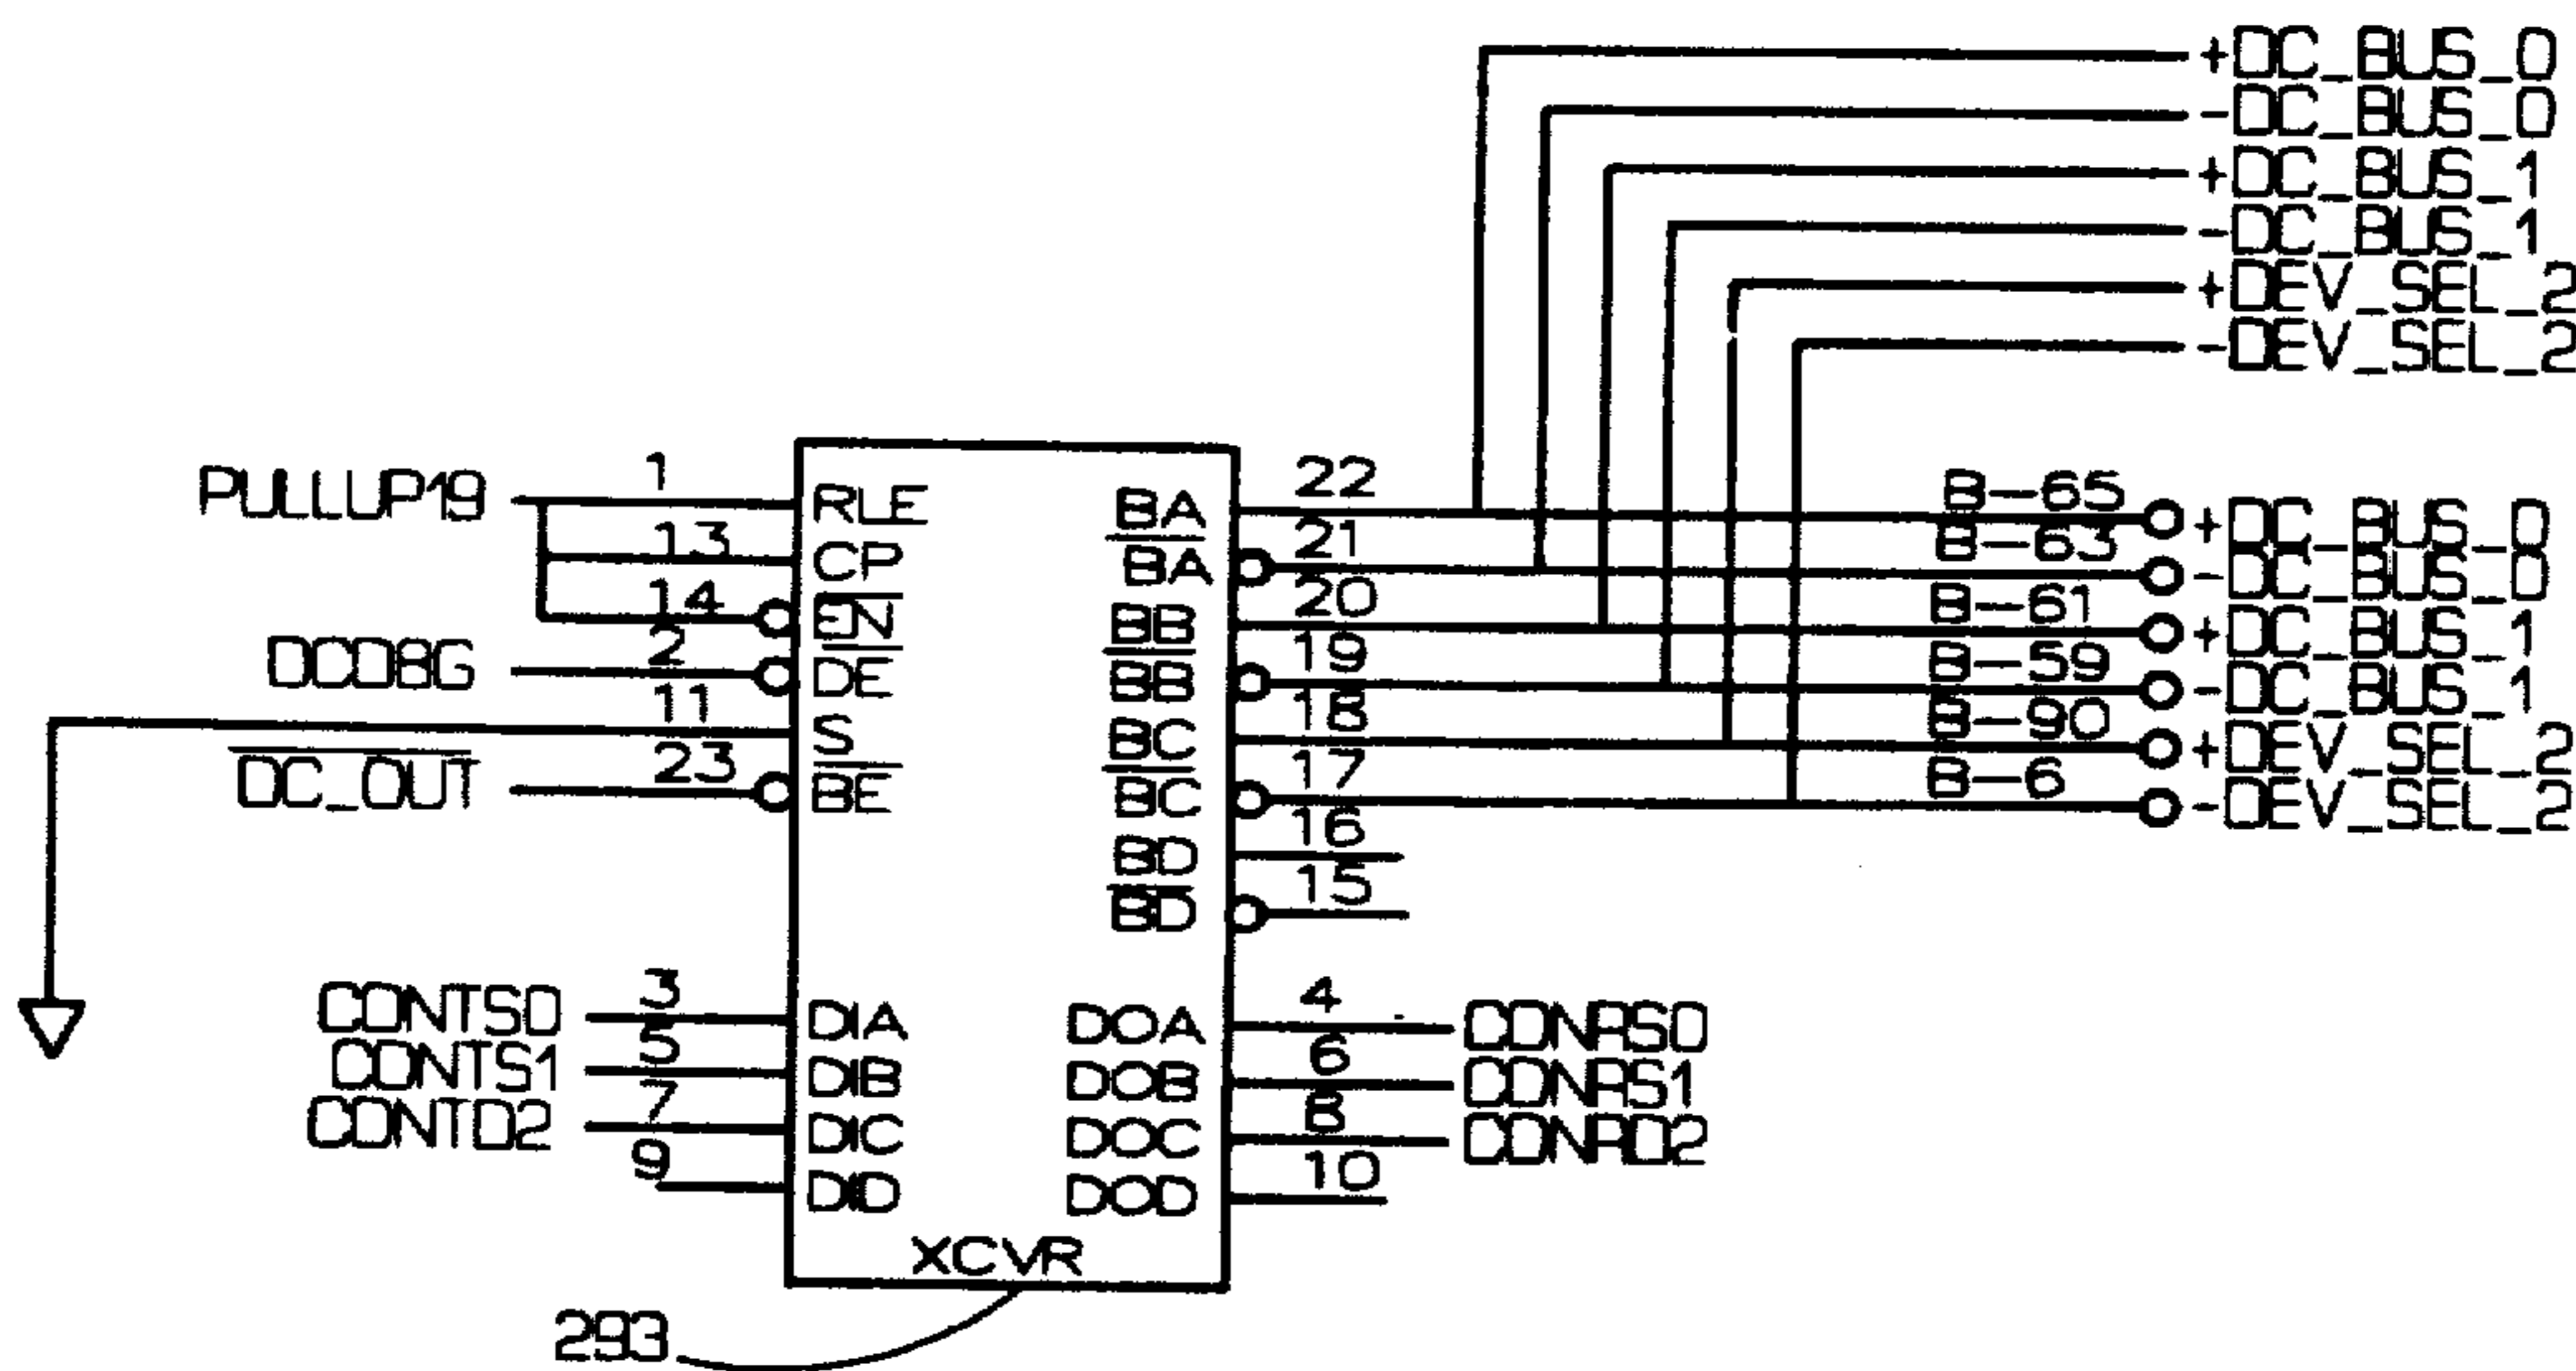 +DC_BUS_0
-DC_BUS_0
+DC_BUS_1
-DC_BUS_1
+DEV_SEL_2
-DEV_SEL_2
PULLUP19 1 RLE
13 CP
14 EN
DCDBG 2 DE
11 S
DC_OUT 23 BE
BA 22 B-65 +DC_BUS_0
BA 21 B-63 -DC_BUS_0
BB 20 B-61 +DC_BUS_1
BB 19 B-59 -DC_BUS_1
BC 18 B-90 +DEV_SEL_2
BC 17 B-6 -DEV_SEL_2
BD 16
BD 15
CONTS0 3 DIA
CONTS1 5 DIB
CONTD2 7 DIC
9 DID
DOA 4 CONRS0
DOB 6 CONRS1
DOC 8 CONRD2
DOD 10
XCVR
293